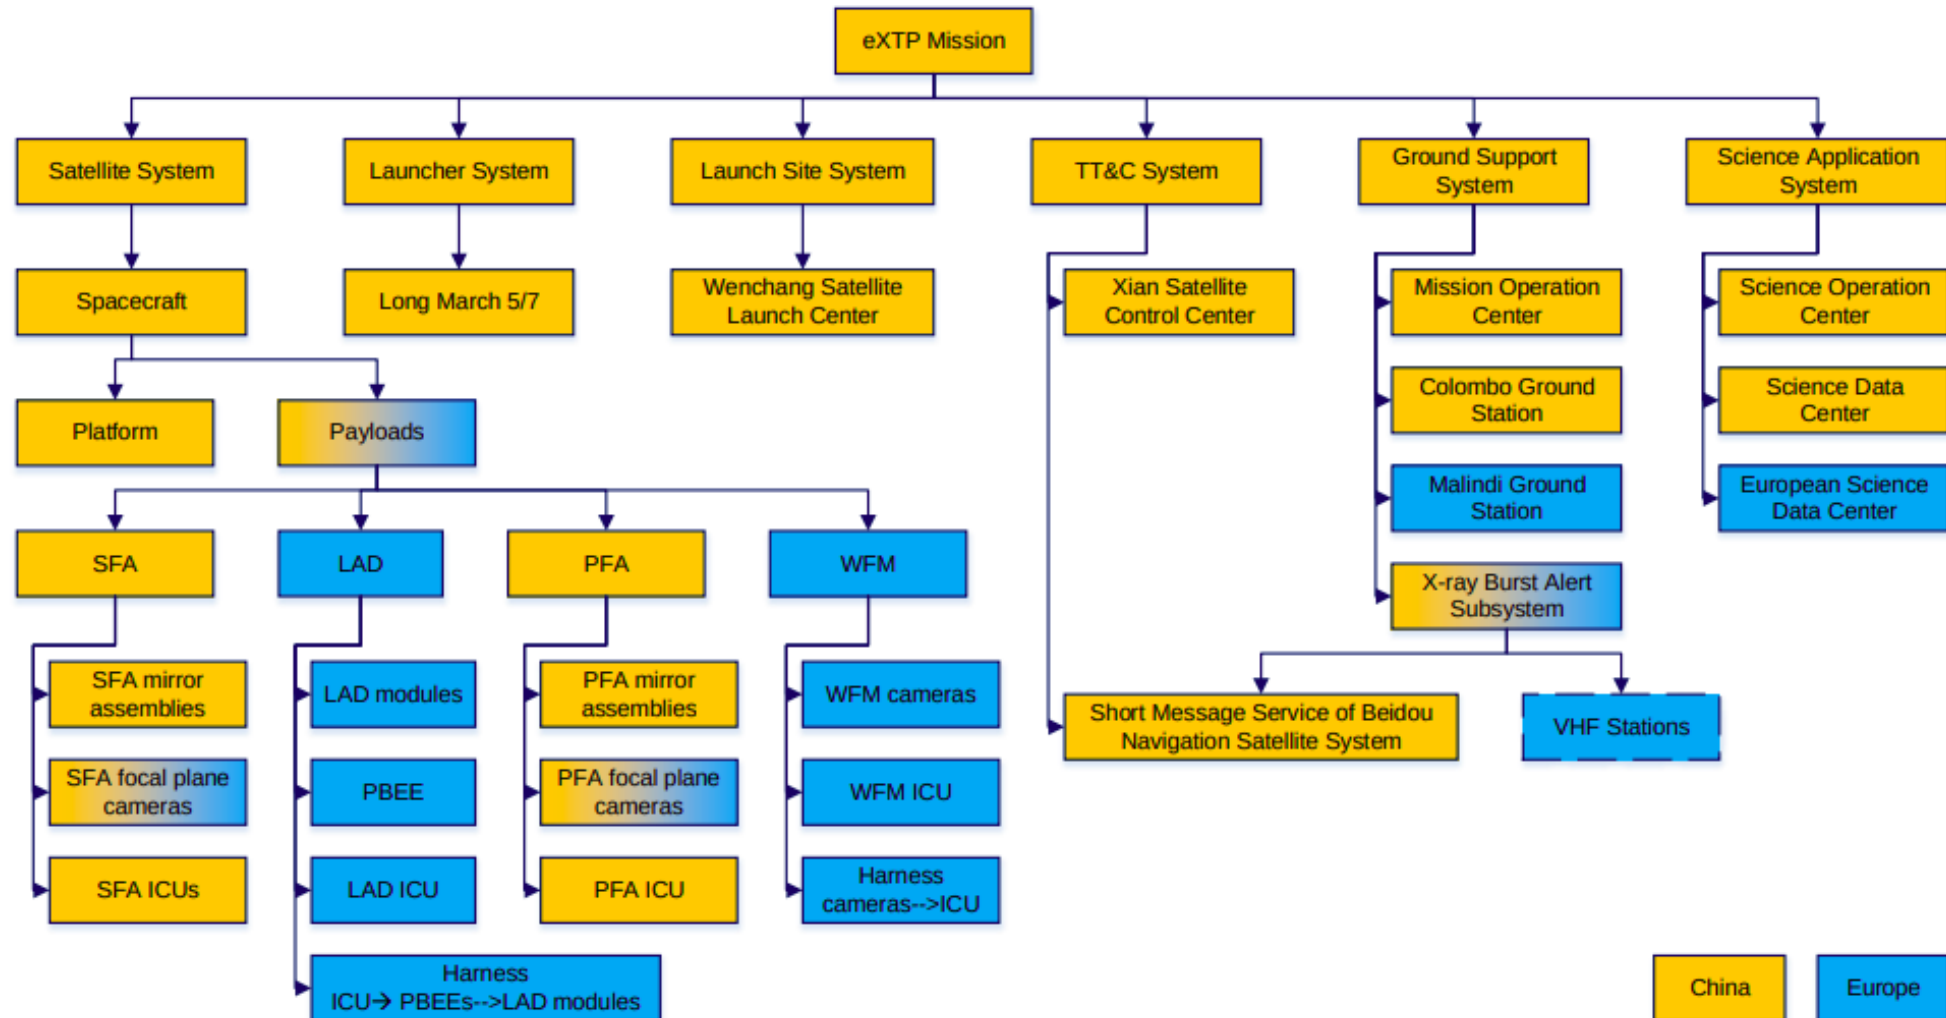 eXTP Mission
Satellite System
Launcher System
Launch Site System
TT&C System
Ground Support
System
Science Application
System
Spacecraft
Long March 5/7
Wenchang Satellite
Launch Center
Xian Satellite
Control Center
Mission Operation
Center
Science Operation
Center
Colombo Ground
Station
Science Data
Center
Platform
Payloads
Malindi Ground
Station
European Science
Data Center
SFA
LAD
PFA
WFM
X-ray Burst Alert
Subsystem
SFA mirror
assemblies
LAD modules
PFA mirror
assemblies
WFM cameras
Short Message Service of Beidou
Navigation Satellite System
VHF Stations
SFA focal plane
cameras
PBEE
PFA focal plane
cameras
WFM ICU
SFA ICUs
LAD ICU
PFA ICU
Harness
cameras-->ICU
Harness
ICU→ PBEEs-->LAD modules
China
Europe